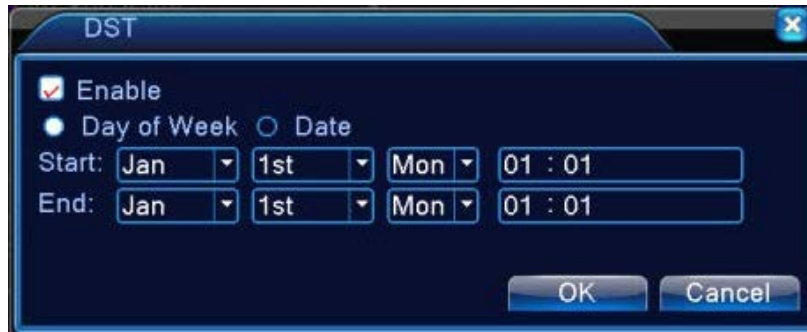 DST
Enable
Day of Week Date
Start: Jan 1st Mon 01 : 01
End: Jan 1st Mon 01 : 01
OK Cancel